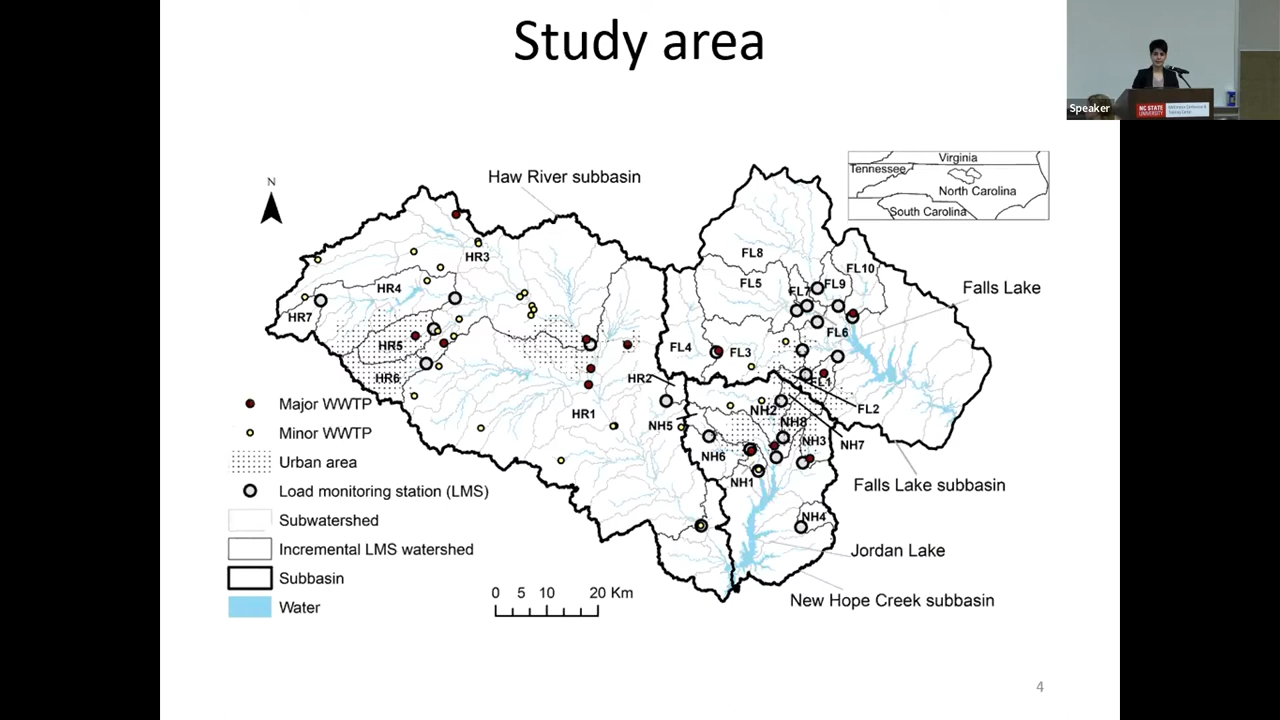 Study area
Speaker
NC STATE
UNIVERSITY
N
Haw River subbasin
Virginia
Tennessee
North Carolina
South Carolina
HR3
HR4
HR7
HR5
HR6
HR2
HR1
FL8
FL5
FL10
FL7
FL9
FL6
FL4
FL3
FL1
FL2
Falls Lake
NH5
NH2
NH8
NH3
NH7
NH6
NH1
NH4
Falls Lake subbasin
Jordan Lake
New Hope Creek subbasin
Major WWTP
Minor WWTP
Urban area
Load monitoring station (LMS)
Subwatershed
Incremental LMS watershed
Subbasin
Water
0 5 10 20 Km
4